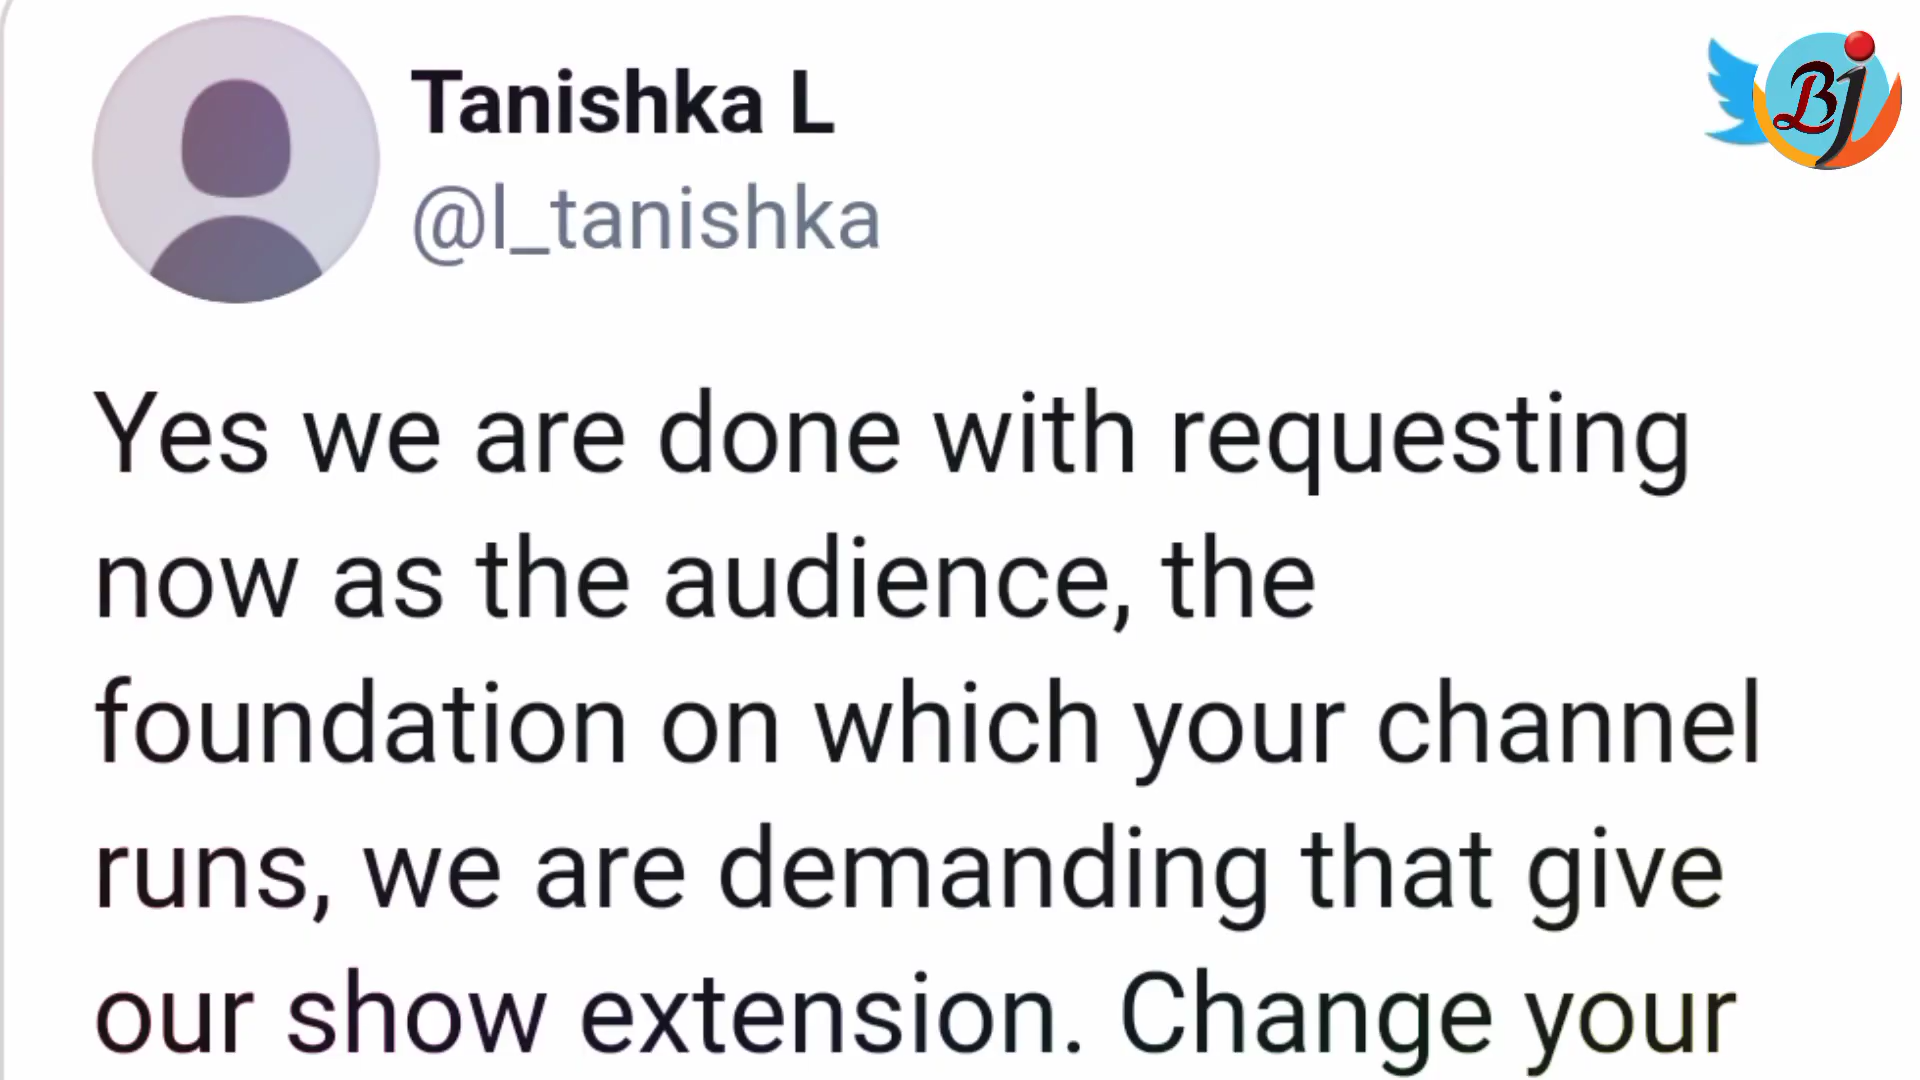 Tanishka L
@l_tanishka
Bj
Yes we are done with requesting
now as the audience, the
foundation on which your channel
runs, we are demanding that give
our show extension. Change your